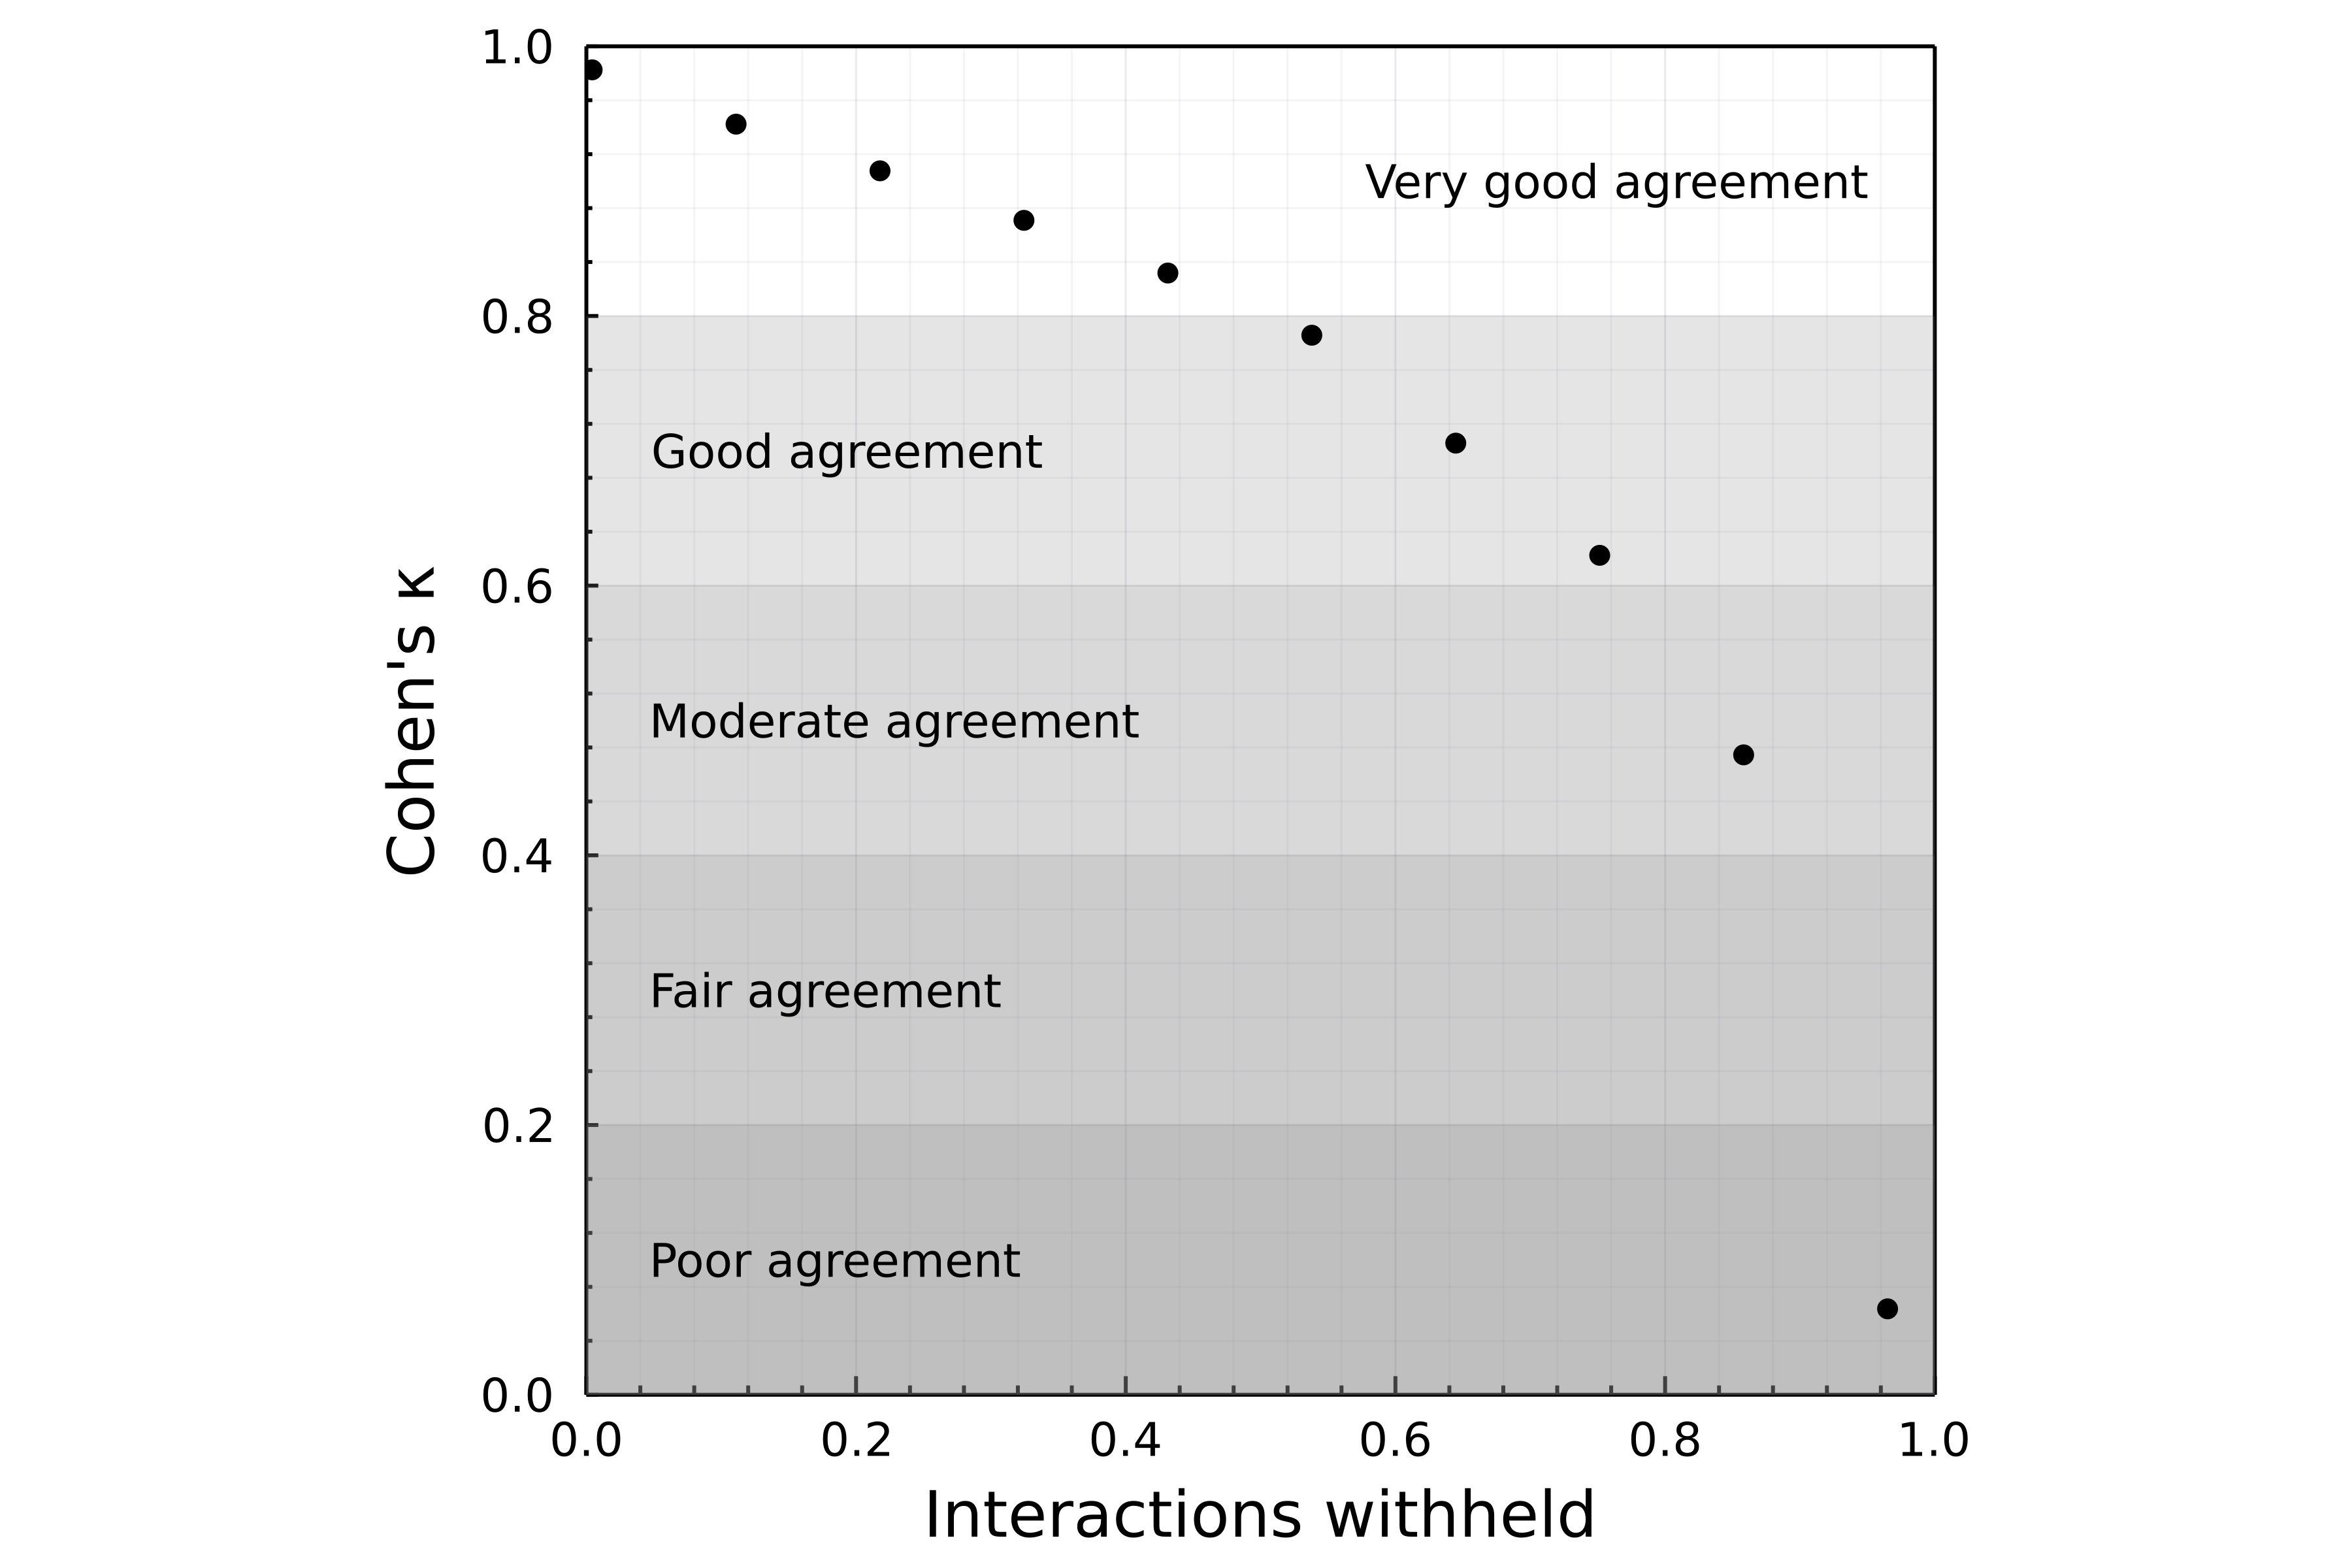 1.0
Very good agreement
0.8
Good agreement
0.6
Moderate agreement
0.4
Fair agreement
0.2
Poor agreement
0.0
Cohen's κ
0.0 0.2 0.4 0.6 0.8 1.0
Interactions withheld